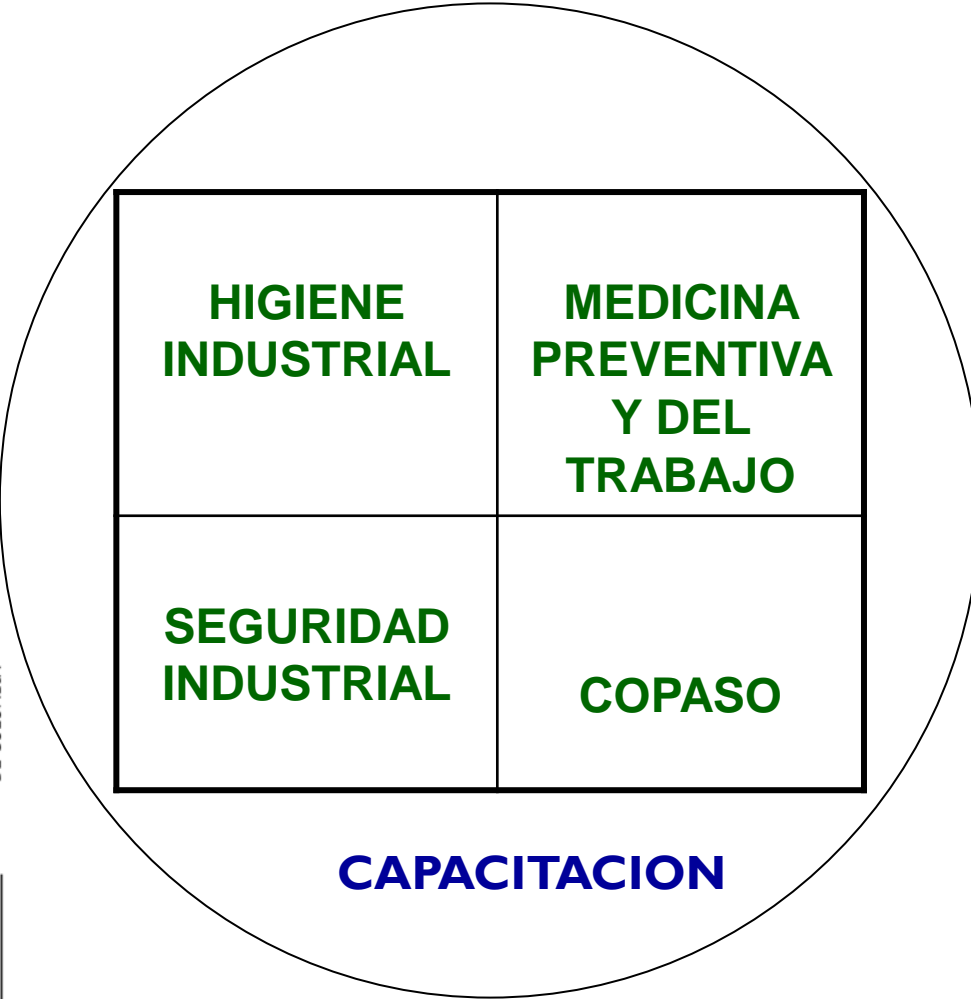 HIGIENE
INDUSTRIAL
MEDICINA
PREVENTIVA
Y DEL
TRABAJO
SEGURIDAD
INDUSTRIAL
COPASO
CAPACITACION